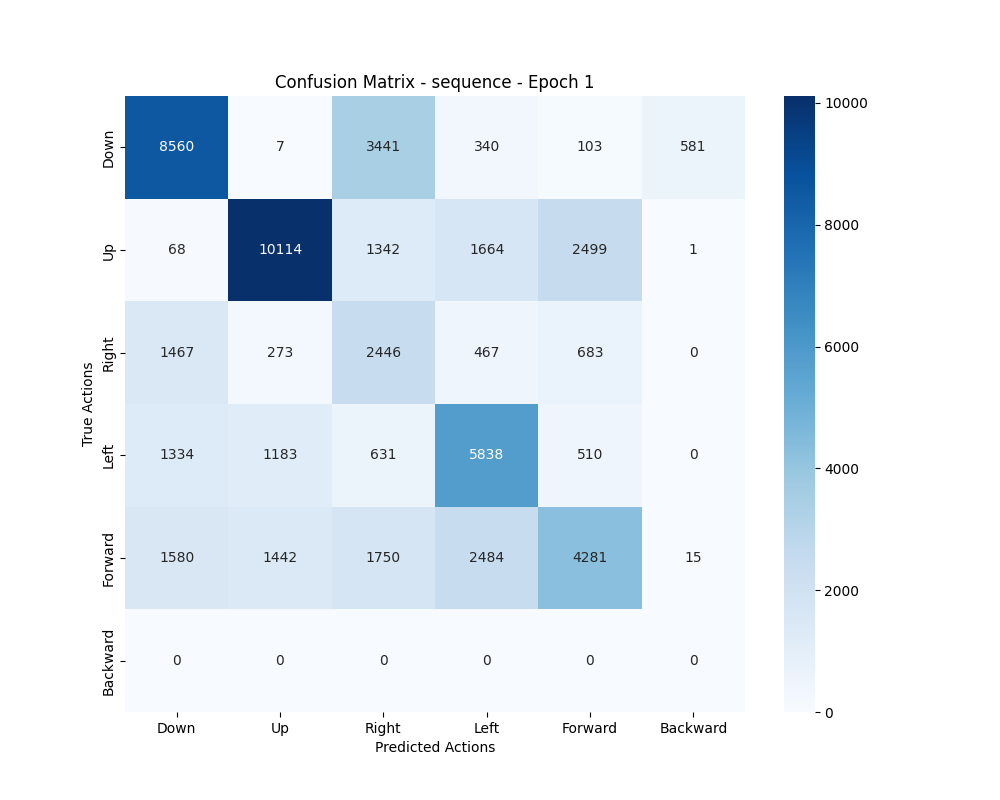 Confusion Matrix - sequence - Epoch 1
Down 8560 7 3441 340 103 581
Up 68 10114 1342 1664 2499 1
Right 1467 273 2446 467 683 0
Left 1334 1183 631 5838 510 0
Forward 1580 1442 1750 2484 4281 15
Backward 0 0 0 0 0 0
Down Up Right Left Forward Backward
Predicted Actions
True Actions
10000
8000
6000
4000
2000
0